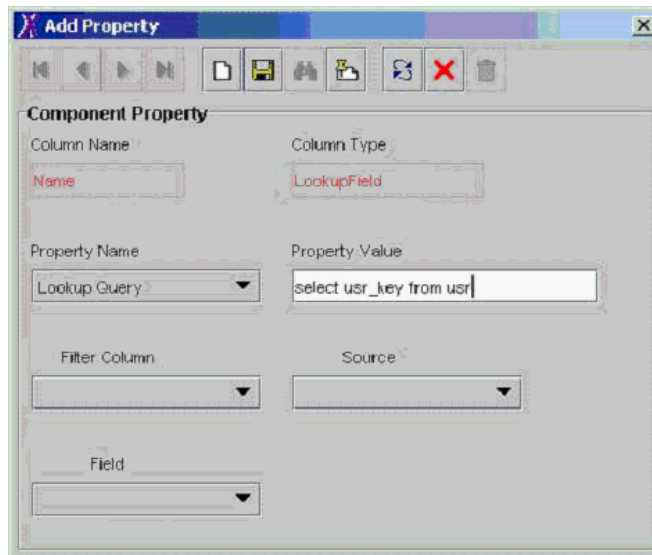 Add Property
Component Property
Column Name
Column Type
Name
LookupField
Property Name
Property Value
Lookup Query
select usr_key from usr
Filter Column
Source
Field